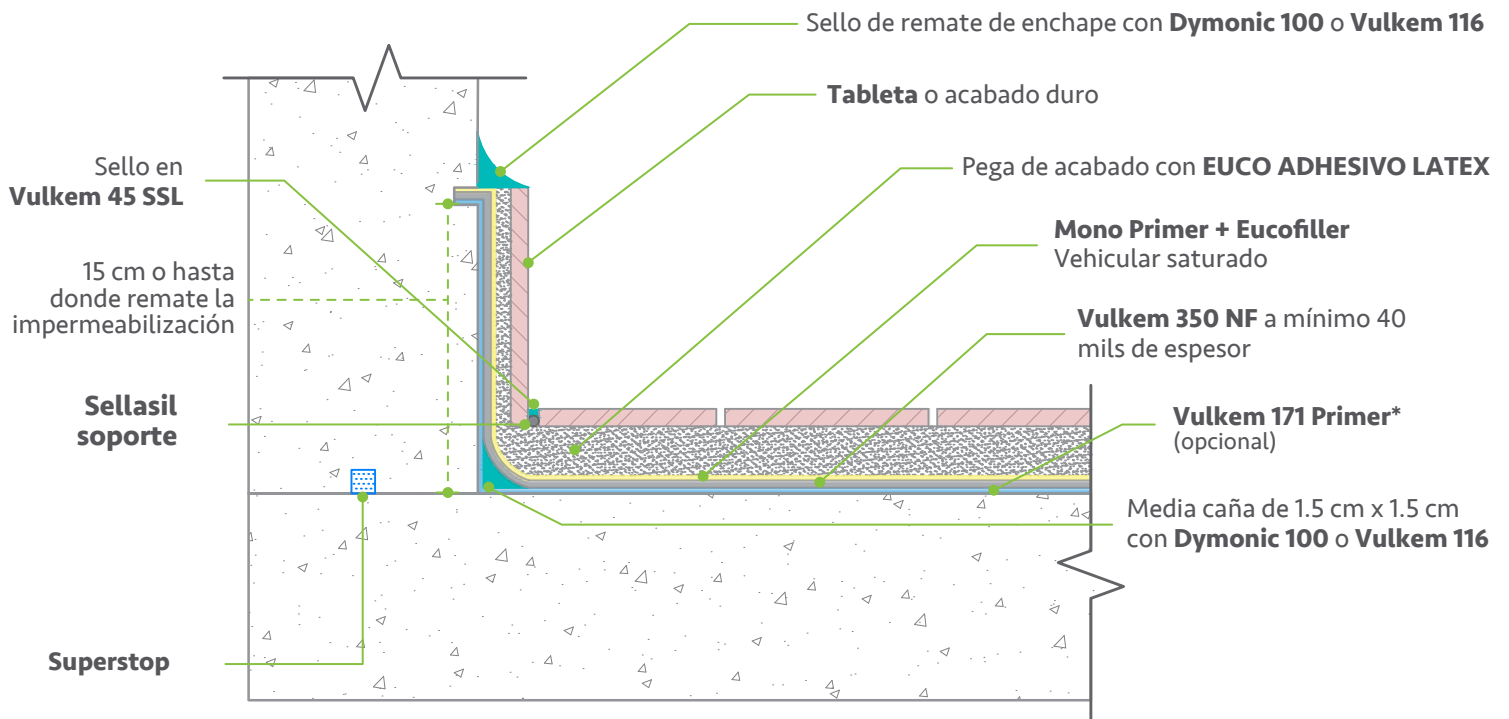 Sello de remate de enchape con Dymonic 100 o Vulkem 116
Tableta o acabado duro
Sello en
Vulkem 45 SSL
Pega de acabado con EUCO ADHESIVO LATEX
Mono Primer + Eucofiller
Vehicular saturado
15 cm o hasta
donde remate la
impermeabilización
Vulkem 350 NF a mínimo 40
mils de espesor
Sellasil
soporte
Vulkem 171 Primer*
(opcional)
Media caña de 1.5 cm x 1.5 cm
con Dymonic 100 o Vulkem 116
Superstop